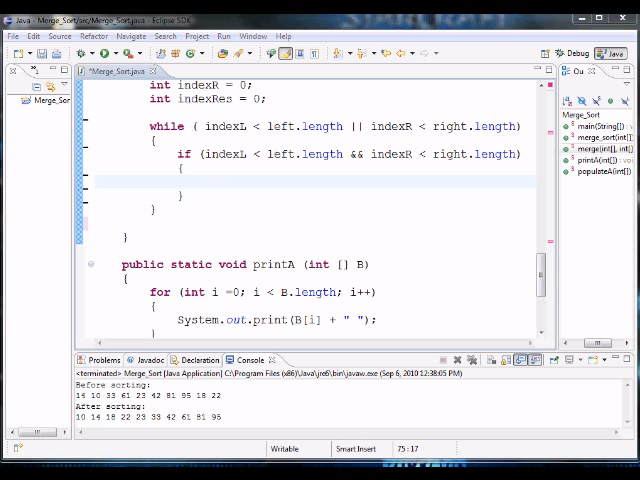 Java - Merge_Sort/src/Merge_Sort.java - Eclipse SDK
File Edit Source Refactor Navigate Search Project Run Window Help
Debug Java
*Merge_Sort.java
Ou
Merge_Sor
int indexR = 0;
int indexRes = 0;
while ( indexL < left.length || indexR < right.length)
{
if (indexL < left.length && indexR < right.length)
{
}
}
}
public static void printA (int [] B)
{
for (int i =0; i < B.length; i++)
{
System.out.print(B[i] + " ");
}
Merge_Sort
main(String[])
merge_sort(int[
merge(int[], int[
printA(int[])
populateA(int[])
Problems Javadoc Declaration Console
<terminated> Merge_Sort [Java Application] C:\Program Files (x86)\Java\jre6\bin\javaw.exe (Sep 6, 2010 12:38:05 PM)
Before sorting:
14 10 33 61 23 42 81 95 18 22
After sorting:
10 14 18 22 23 33 42 61 81 95
Writable Smart Insert 75:17